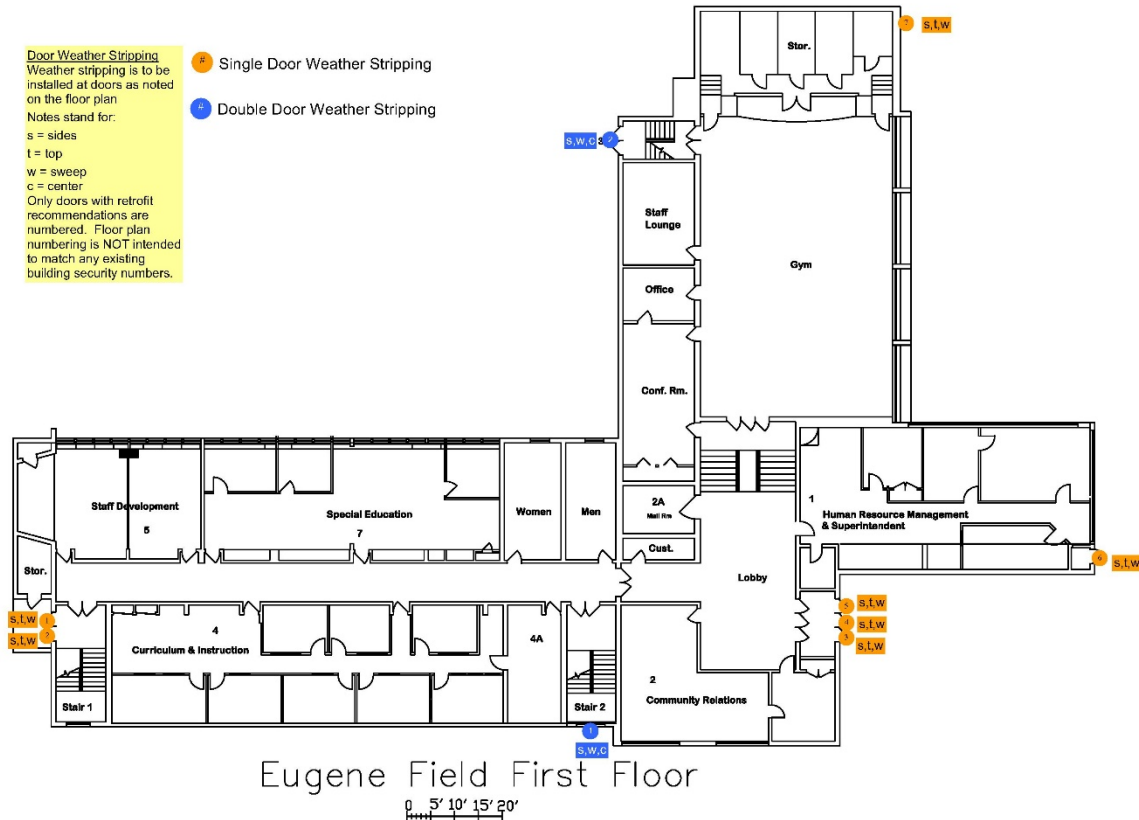 Door Weather Stripping
Weather stripping is to be
installed at doors as noted
on the floor plan
Notes stand for:
s = sides
t = top
w = sweep
c = center
Only doors with retrofit
recommendations are
numbered. Floor plan
numbering is NOT intended
to match any existing
building security numbers.
# Single Door Weather Stripping
# Double Door Weather Stripping
s,t,w
Stor.
s,w,c 3 2
Staff
Lounge
Gym
Office
Conf. Rm.
Staff Development
5
Special Education
7
Women
Men
2A
Mail Rm
Cust.
1
Human Resource Management
& Superintendent
Lobby
6 s,t,w
Stor.
s,t,w 1
s,t,w 2
5 s,t,w
4 s,t,w
3 s,t,w
4
Curriculum & Instruction
4A
2
Community Relations
Stair 1
Stair 2
1
s,w,c
Eugene Field First Floor
0 5' 10' 15' 20'